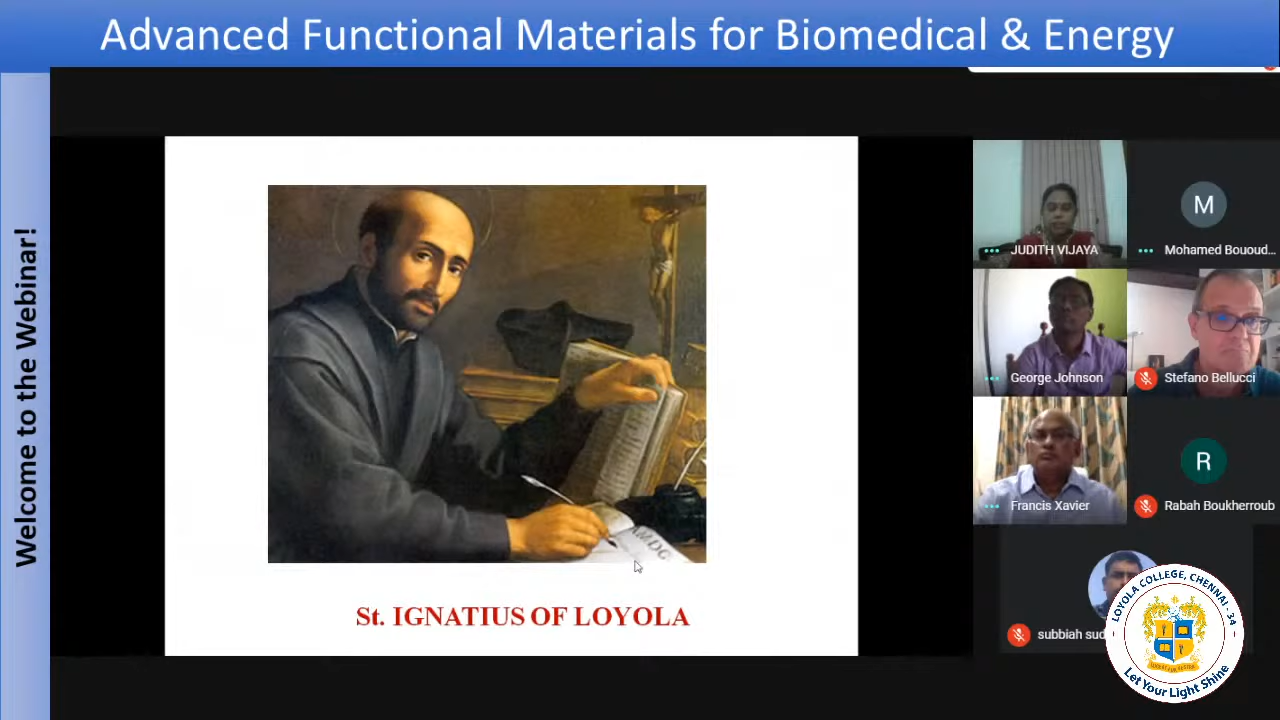 Advanced Functional Materials for Biomedical & Energy
Welcome to the Webinar!
AMDG
St. IGNATIUS OF LOYOLA
JUDITH VIJAYA
M
Mohamed Bououd...
George Johnson
Stefano Bellucci
Francis Xavier
R
Rabah Boukherroub
subbiah sud
LOYOLA COLLEGE, CHENNAI - 34
Let Your Light Shine